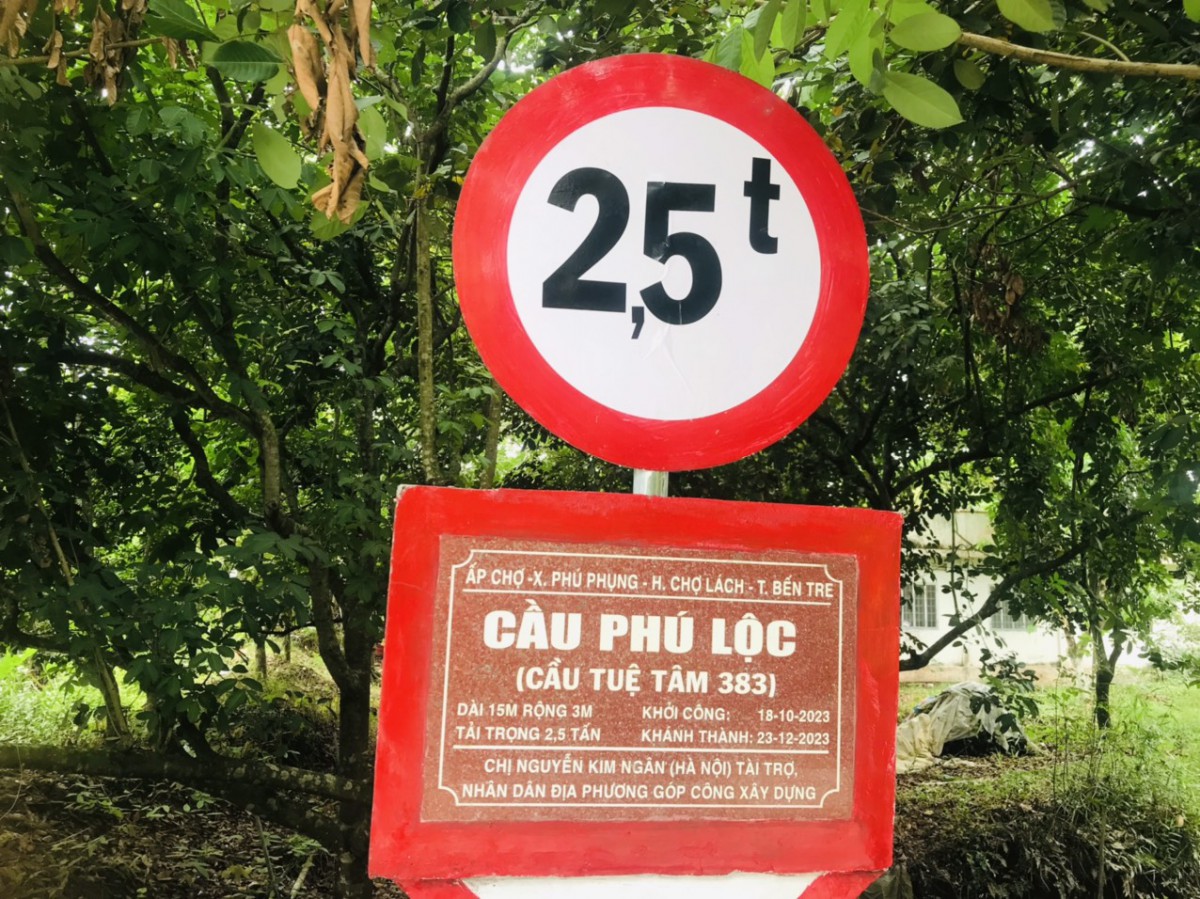 2,5 t
ẤP CHỢ -X. PHÚ PHỤNG - H. CHỢ LÁCH - T. BẾN TRE
CẦU PHÚ LỘC
(CẦU TUỆ TÂM 383)
DÀI 15M RỘNG 3M KHỞI CÔNG: 18-10-2023
TẢI TRỌNG 2,5 TẤN KHÁNH THÀNH: 23-12-2023
CHỊ NGUYỄN KIM NGÂN (HÀ NỘI) TÀI TRỢ,
NHÂN DÂN ĐỊA PHƯƠNG GÓP CÔNG XÂY DỰNG